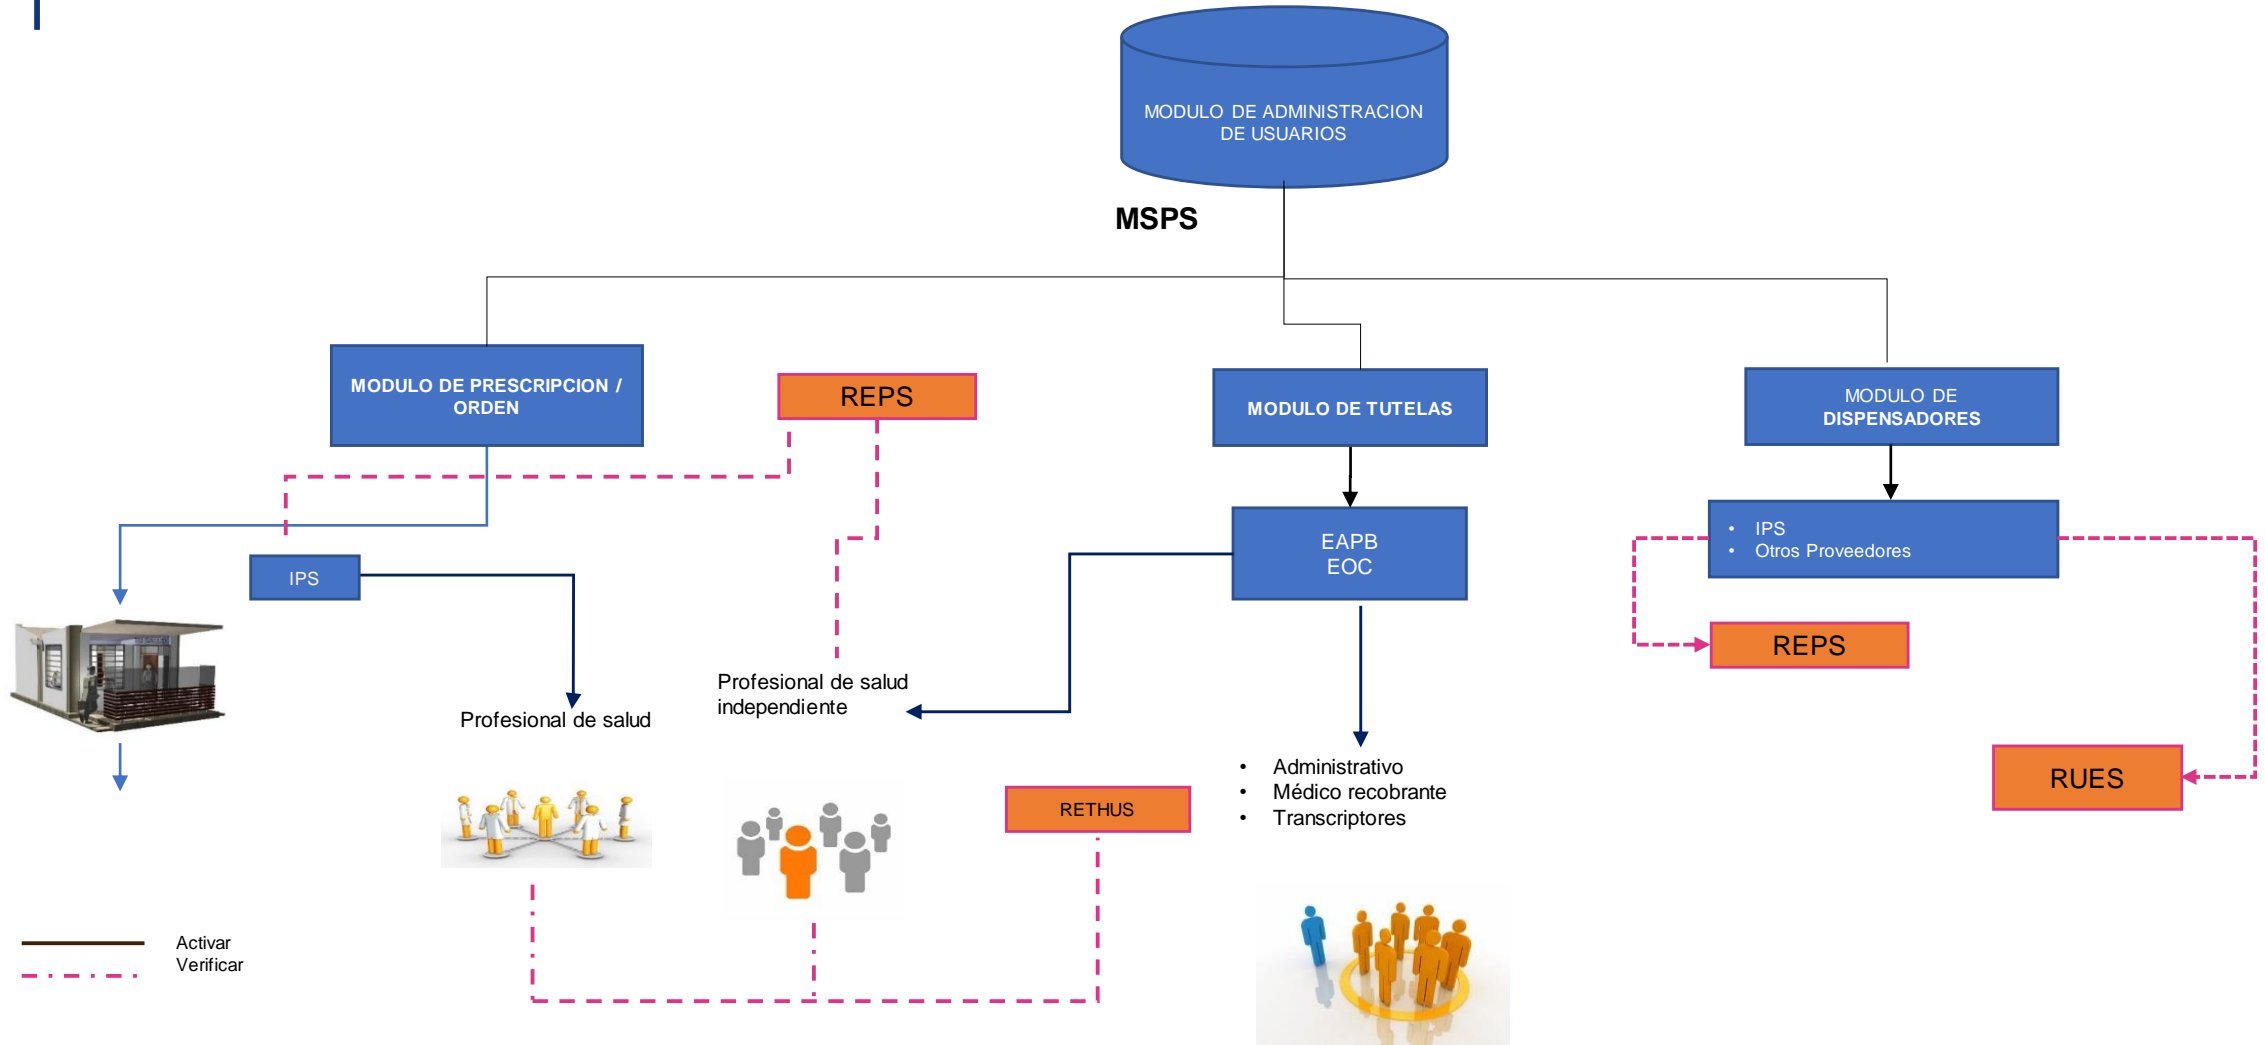 MODULO DE ADMINISTRACION
DE USUARIOS
MSPS
MODULO DE PRESCRIPCION /
ORDEN
REPS
MODULO DE TUTELAS
MODULO DE
DISPENSADORES
IPS
EAPB
EOC
• IPS
• Otros Proveedores
REPS
Profesional de salud
Profesional de salud
independiente
RUES
• Administrativo
• Médico recobrante
• Transcriptores
RETHUS
Activar
Verificar